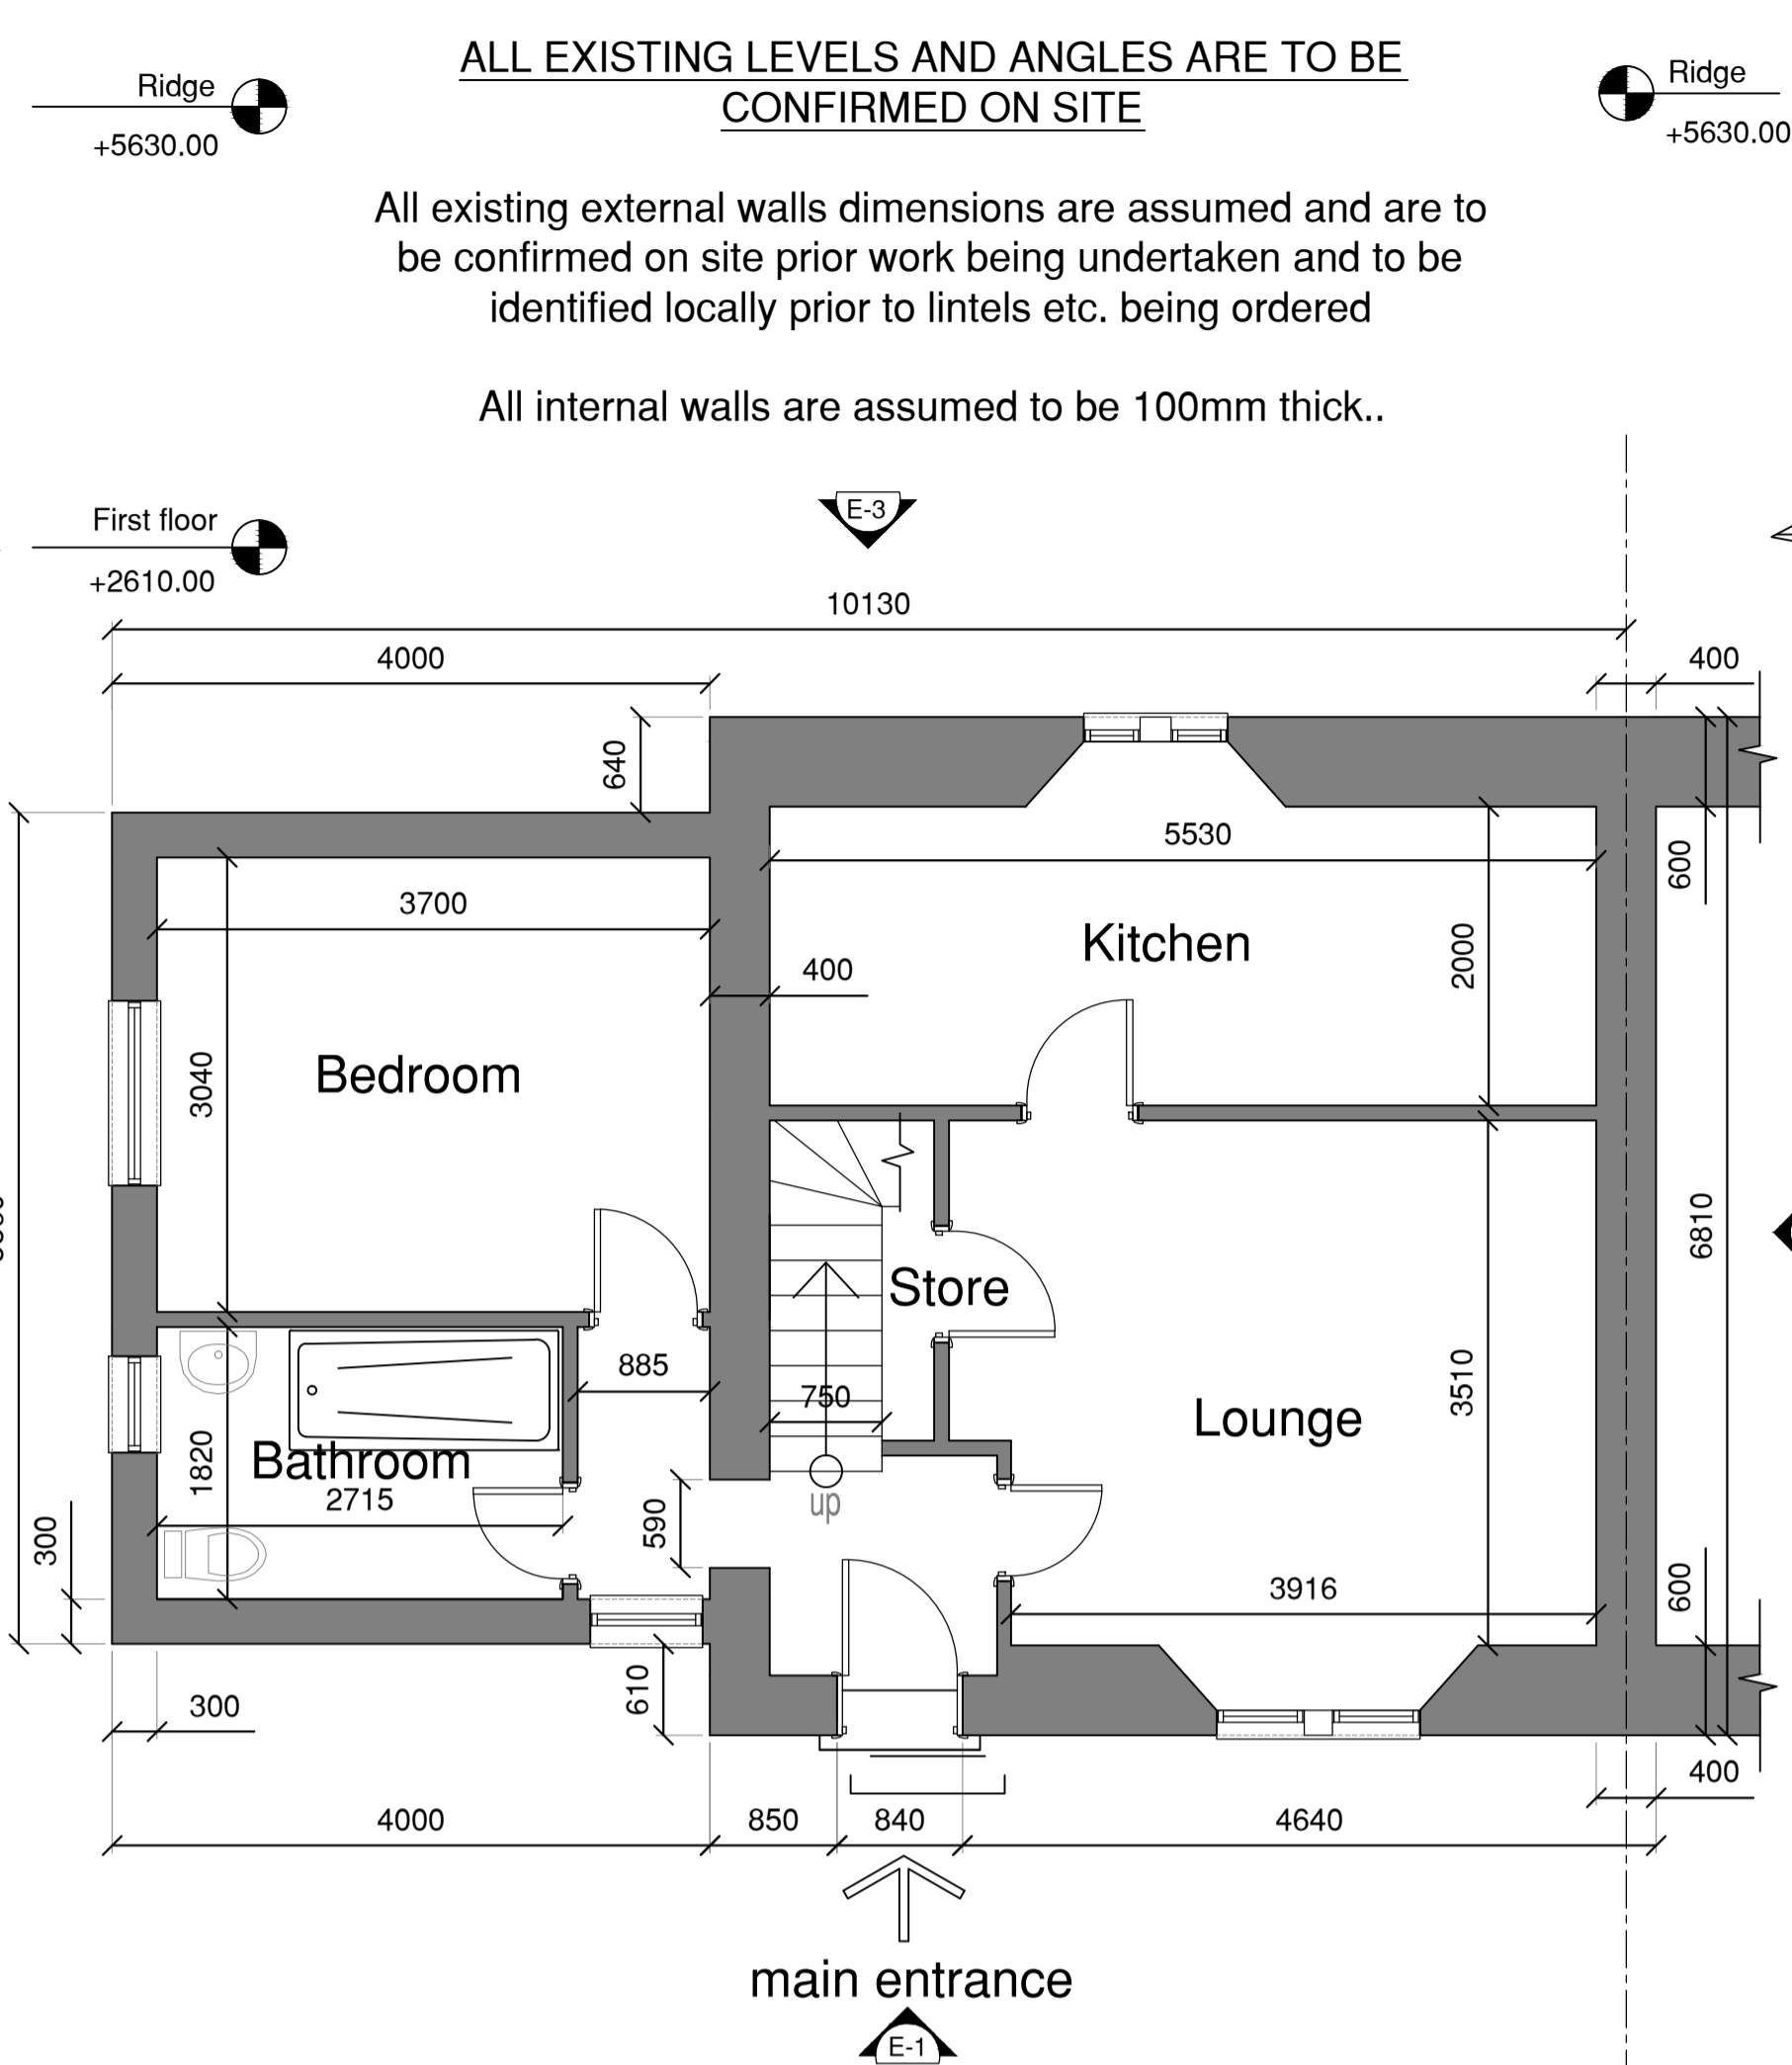 ALL EXISTING LEVELS AND ANGLES ARE TO BE
CONFIRMED ON SITE
Ridge
+5630.00
Ridge
+5630.00
All existing external walls dimensions are assumed and are to
be confirmed on site prior work being undertaken and to be
identified locally prior to lintels etc. being ordered
All internal walls are assumed to be 100mm thick..
First floor
+2610.00
E-3
10130
4000
400
640
5530
600
3700
Kitchen
2000
400
Bedroom
3040
6810
Store
885
750
3510
Lounge
Bathroom
1820
2715
up
590
300
3916
600
610
300
400
4000
850
840
4640
main entrance
E-1